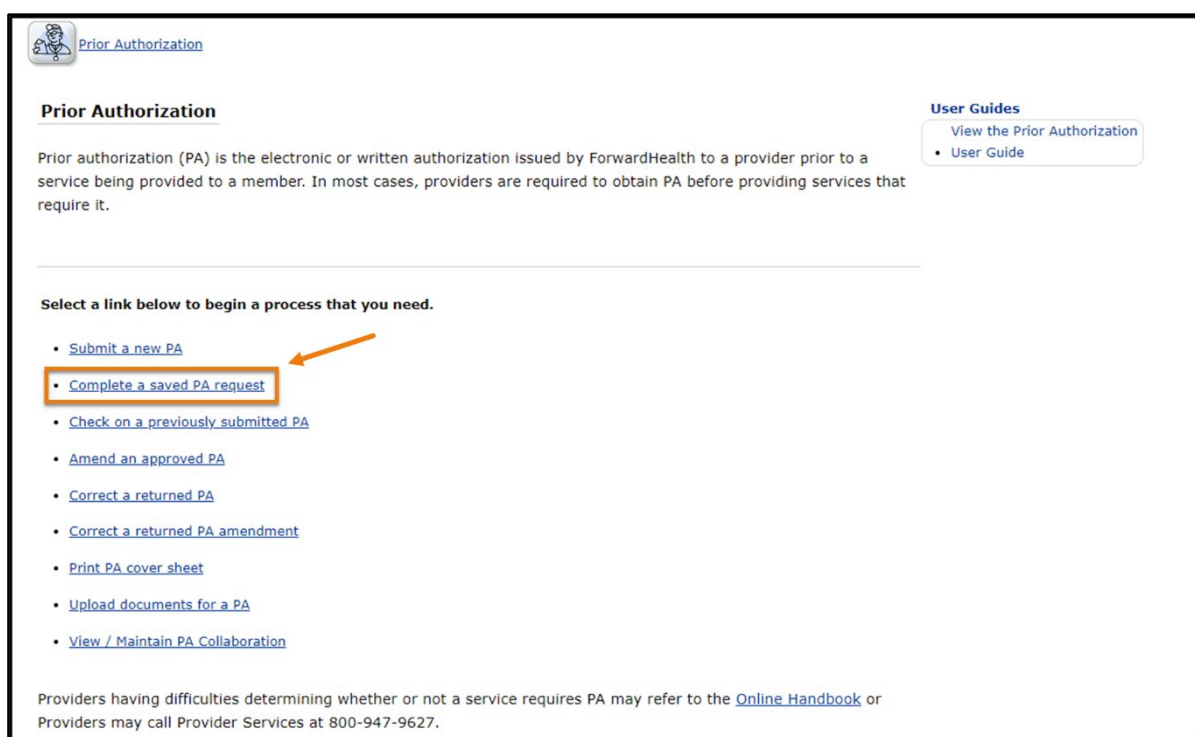 Prior Authorization
Prior Authorization
Prior authorization (PA) is the electronic or written authorization issued by ForwardHealth to a provider prior to a
service being provided to a member. In most cases, providers are required to obtain PA before providing services that
require it.
User Guides
View the Prior Authorization
• User Guide
Select a link below to begin a process that you need.
• Submit a new PA
• Complete a saved PA request
• Check on a previously submitted PA
• Amend an approved PA
• Correct a returned PA
• Correct a returned PA amendment
• Print PA cover sheet
• Upload documents for a PA
• View / Maintain PA Collaboration
Providers having difficulties determining whether or not a service requires PA may refer to the Online Handbook or
Providers may call Provider Services at 800-947-9627.